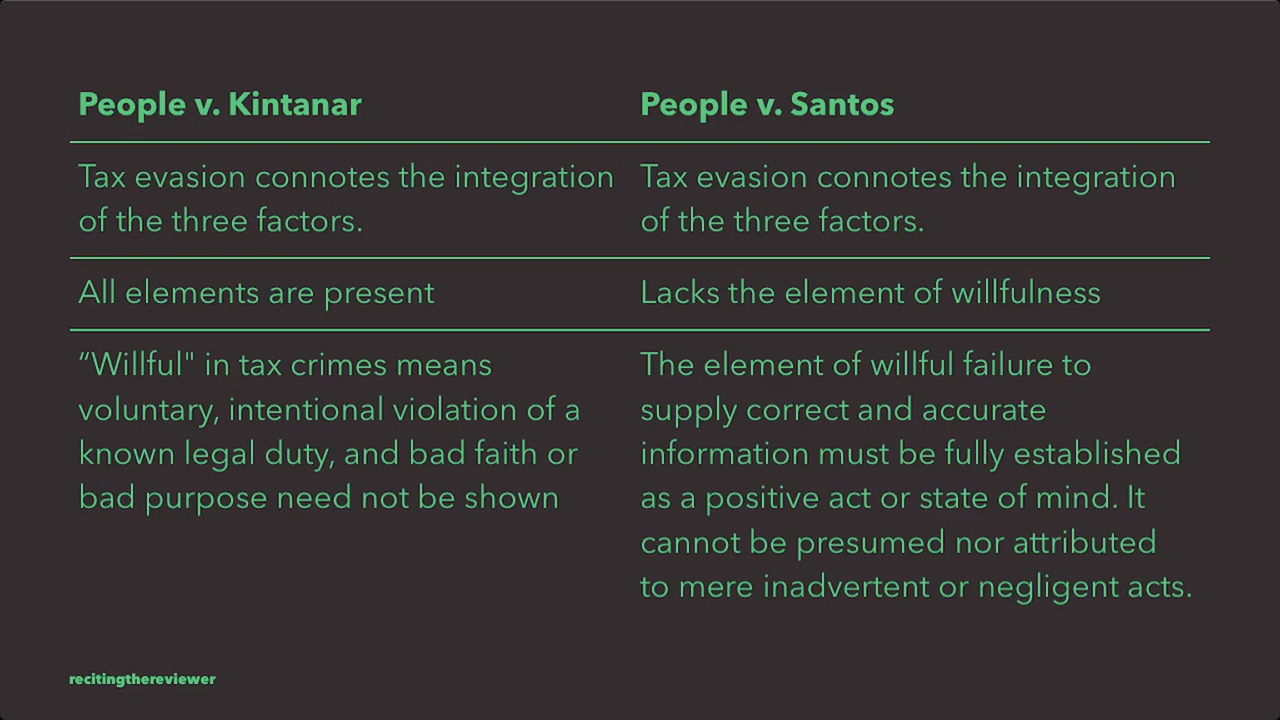 People v. Kintanar
People v. Santos
Tax evasion connotes the integration
of the three factors.
Tax evasion connotes the integration
of the three factors.
All elements are present
Lacks the element of willfulness
“Willful" in tax crimes means
voluntary, intentional violation of a
known legal duty, and bad faith or
bad purpose need not be shown
The element of willful failure to
supply correct and accurate
information must be fully established
as a positive act or state of mind. It
cannot be presumed nor attributed
to mere inadvertent or negligent acts.
recitingthereviewer